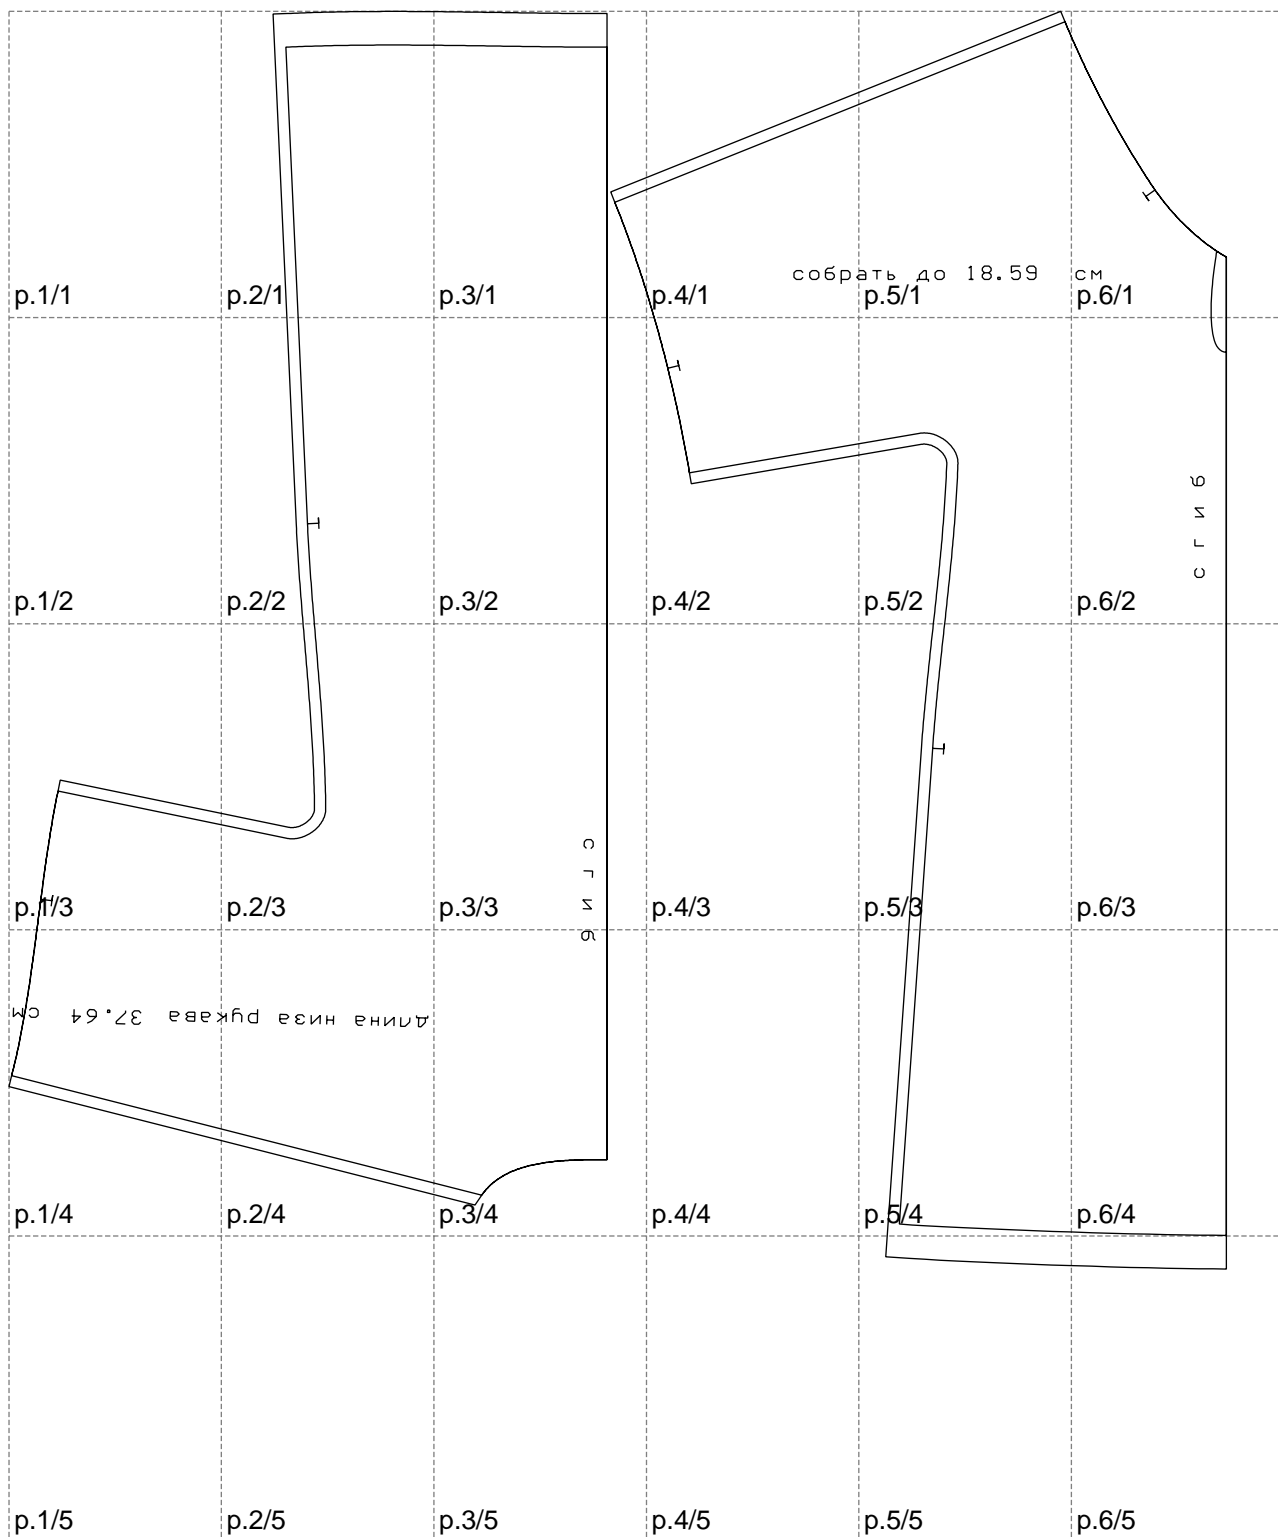 собрать до 18.59 см
p.1/1 p.2/1 p.3/1 p.4/1 p.5/1 p.6/1
сгиб
p.1/2 p.2/2 p.3/2 p.4/2 p.5/2 p.6/2
сгиб
p.1/3 p.2/3 p.3/3 p.4/3 p.5/3 p.6/3
длина низа рукава 37.64 см
p.1/4 p.2/4 p.3/4 p.4/4 p.5/4 p.6/4
p.1/5 p.2/5 p.3/5 p.4/5 p.5/5 p.6/5